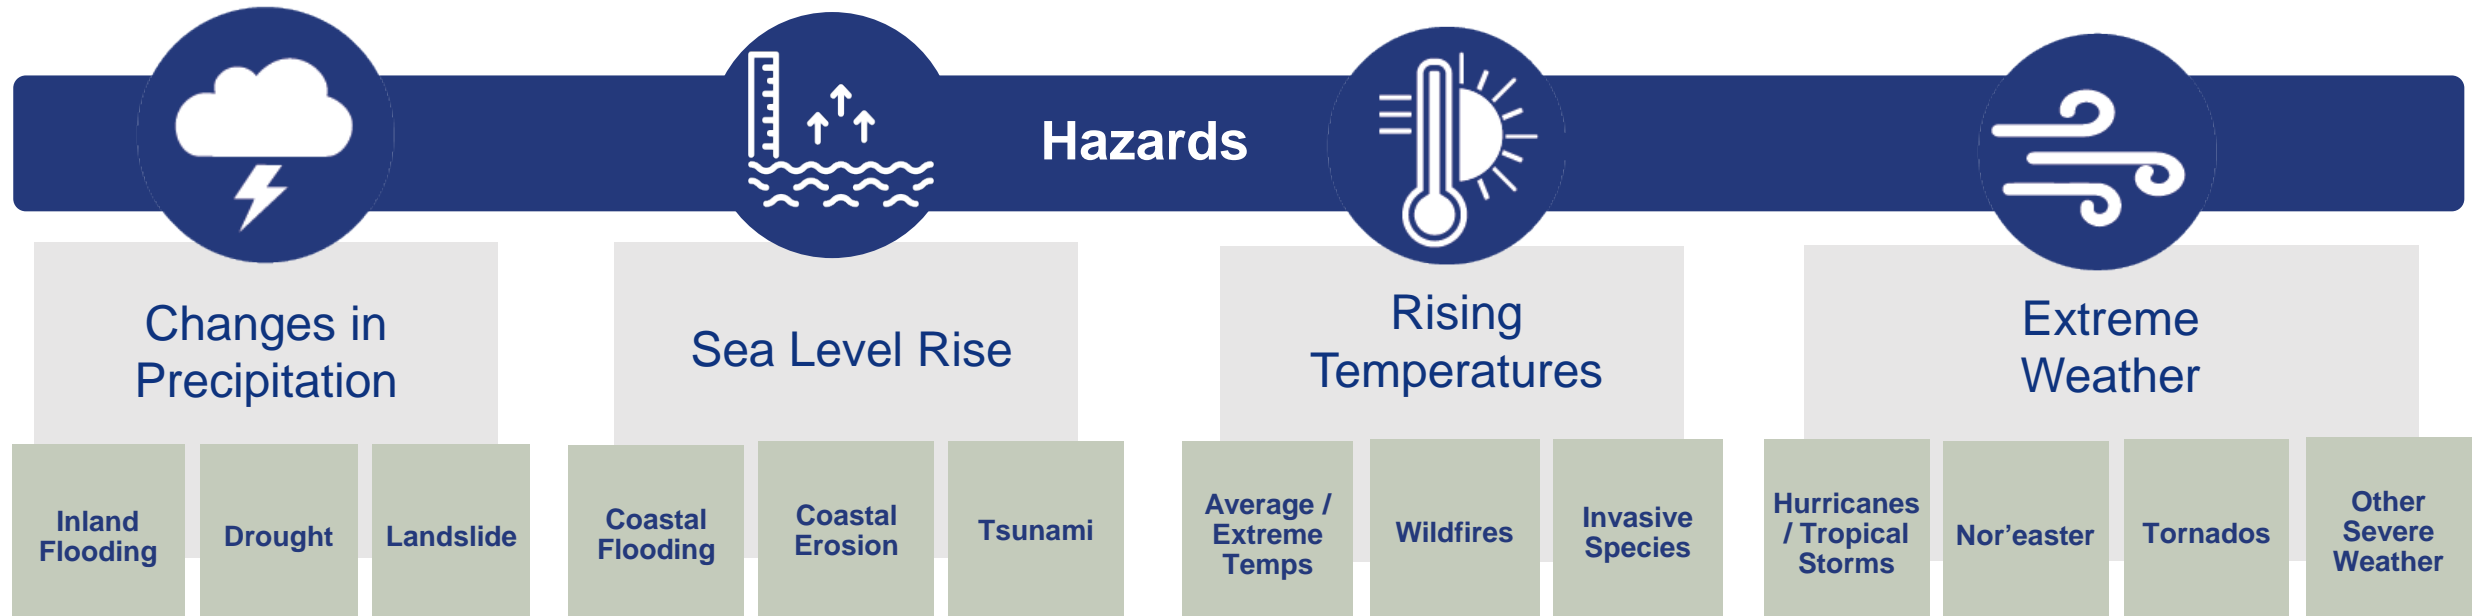 Hazards
Changes in
Precipitation
Sea Level Rise
Rising
Temperatures
Extreme
Weather
Inland
Flooding
Drought
Landslide
Coastal
Flooding
Coastal
Erosion
Tsunami
Average /
Extreme
Temps
Wildfires
Invasive
Species
Hurricanes
/ Tropical
Storms
Nor’easter
Tornados
Other
Severe
Weather